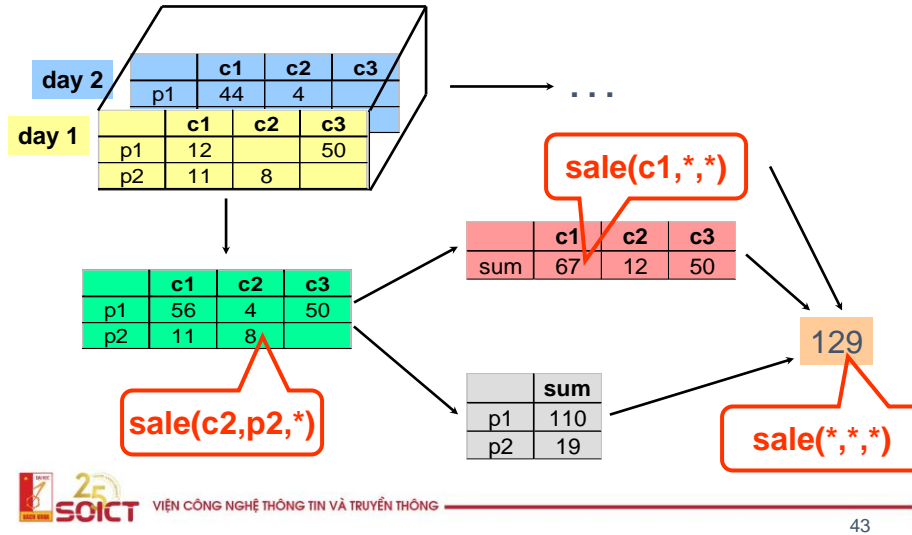 day 2
c1 c2 c3
p1 44 4
day 1
c1 c2 c3
p1 12 50
p2 11 8
. . .
sale(c1,*,*)
c1 c2 c3
sum 67 12 50
c1 c2 c3
p1 56 4 50
p2 11 8
129
sale(c2,p2,*)
sum
p1 110
p2 19
sale(*,*,*)
25
SOICT VIỆN CÔNG NGHỆ THÔNG TIN VÀ TRUYỀN THÔNG
43